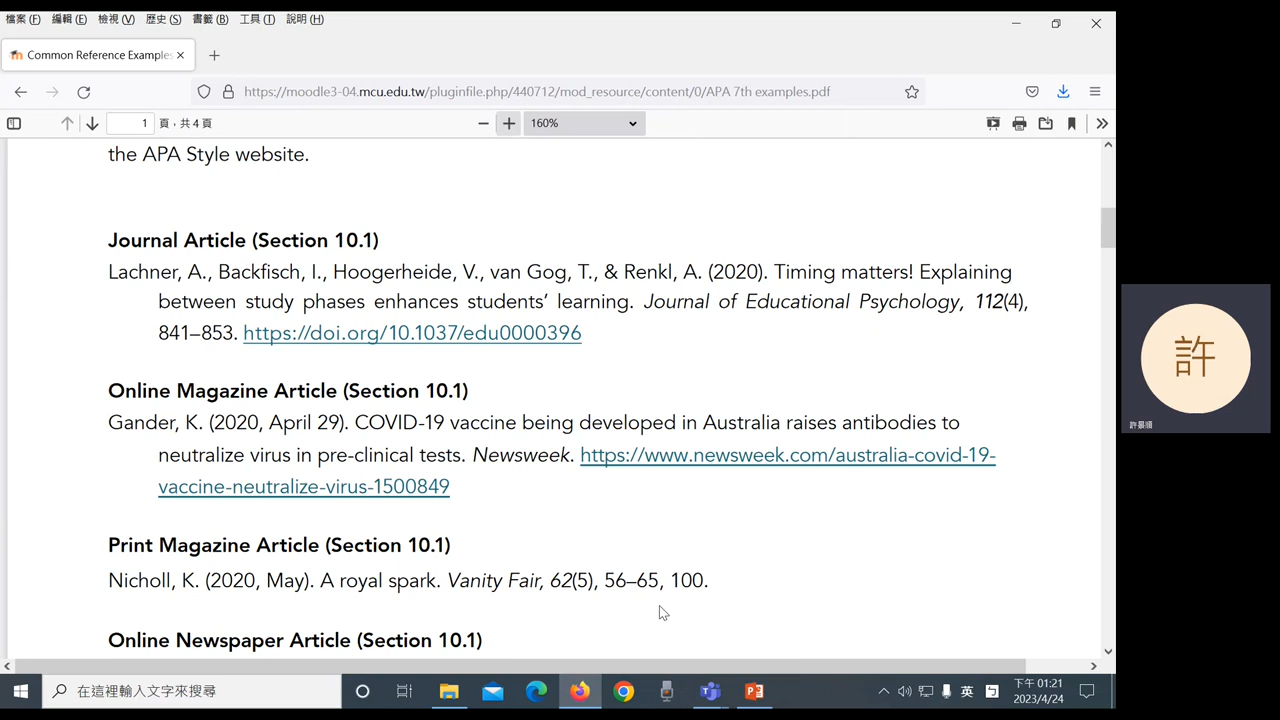 檔案 (F) 編輯 (E) 檢視 (V) 歷史 (S) 書籤 (B) 工具 (T) 說明 (H)
Common Reference Examples
https://moodle3-04.mcu.edu.tw/pluginfile.php/440712/mod_resource/content/0/APA 7th examples.pdf
1 頁，共 4 頁
160%
the APA Style website.
Journal Article (Section 10.1)
Lachner, A., Backfisch, I., Hoogerheide, V., van Gog, T., & Renkl, A. (2020). Timing matters! Explaining
between study phases enhances students’ learning. Journal of Educational Psychology, 112(4),
841–853. https://doi.org/10.1037/edu0000396
Online Magazine Article (Section 10.1)
Gander, K. (2020, April 29). COVID-19 vaccine being developed in Australia raises antibodies to
neutralize virus in pre-clinical tests. Newsweek. https://www.newsweek.com/australia-covid-19-
vaccine-neutralize-virus-1500849
Print Magazine Article (Section 10.1)
Nicholl, K. (2020, May). A royal spark. Vanity Fair, 62(5), 56–65, 100.
Online Newspaper Article (Section 10.1)
許
許景順
在這裡輸入文字來搜尋
英
下午 01:21
2023/4/24